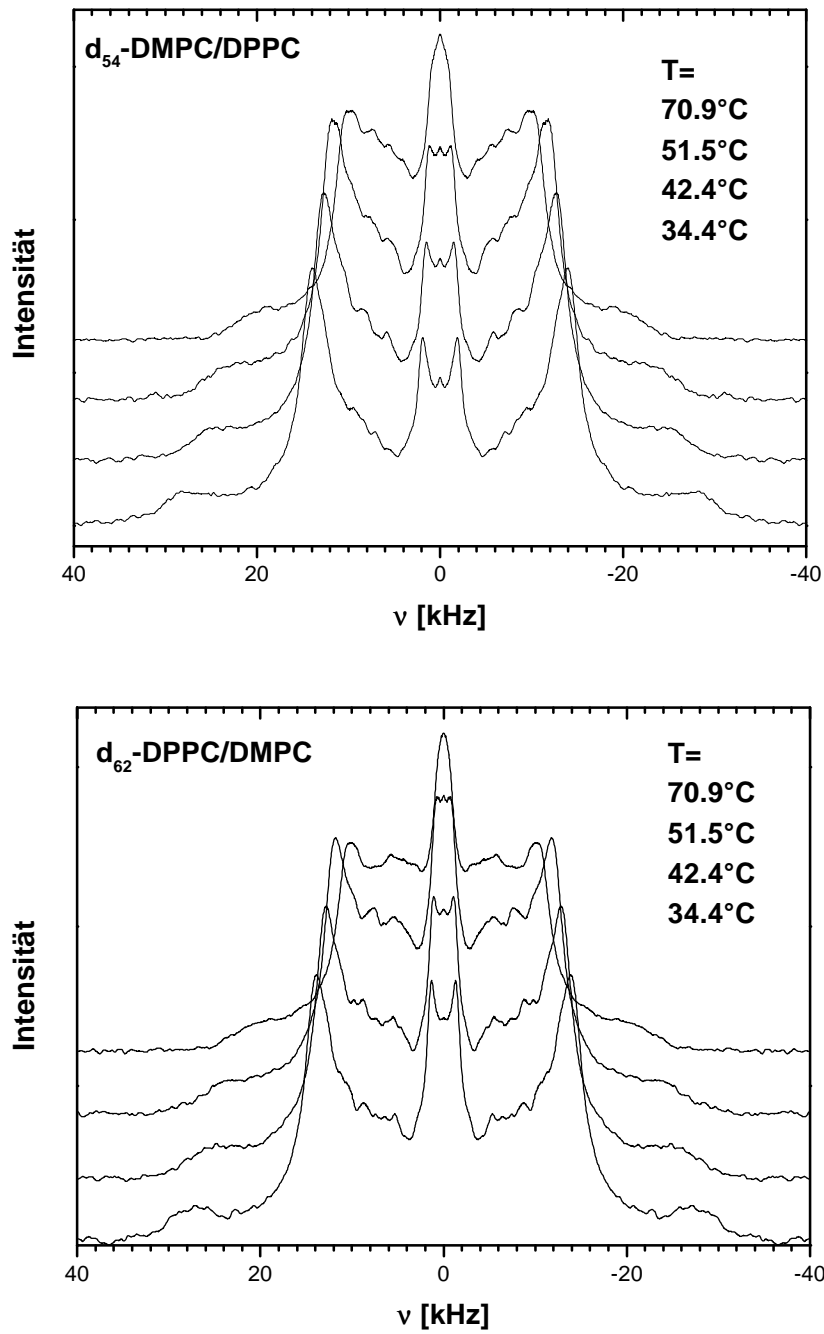 d54-DMPC/DPPC
T=
70.9°C
51.5°C
42.4°C
34.4°C
Intensität
40 20 0 -20 -40
ν [kHz]
d62-DPPC/DMPC
T=
70.9°C
51.5°C
42.4°C
34.4°C
Intensität
40 20 0 -20 -40
ν [kHz]